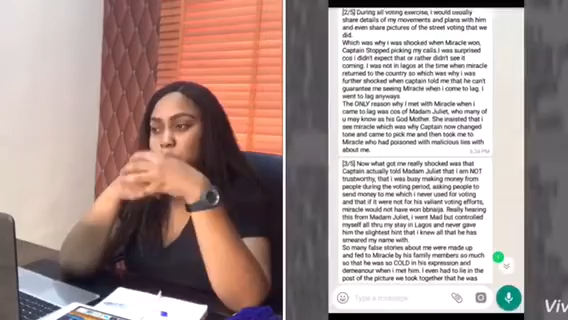 [2/5] During all voting exercise, I would usually
share details of my movements and plans with him
and even share pictures of the street voting that we
did.
Which was why i was shocked when Miracle won,
Captain Stopped picking my calls.I was surprised
cos i didn't expect that or rather didn't see it
coming. I was not in lagos at the time when miracle
returned to the country so which was why i was
further shocked when captain told me that he can't
guarantee me seeing Miracle when i come to lag. I
went to lag anyways
The ONLY reason why I met with Miracle when i
came to lag was cos of Madam Juliet, who many of
u may know as his God Mother. She insisted that i
see miracle which was why Captain now changed
tone and came to pick me and then took me to
Miracle who had poisoned with malicious lies with
about me.
5:24 PM
[3/5] Now what got me really shocked was that
Captain actually told Madam Juliet that i am NOT
trustworthy, that i was busy making money from
people during the voting period, asking people to
send money to me which i never used for voting
and that if it were not for his valiant voting efforts,
miracle would not have won bbnaija. Really hearing
this from Madam Juliet, i went Mad but controlled
myself all thru my stay in Lagos and never gave
him the slightest hint that i knew all that he has
smeared my name with.
So many false stories about me were made up
and fed to Miracle by his family members so much
so that he was so COLD in his expression and
demeanour when i met him. I even had to lie in the
post of the picture we took together that he was
1
Type a message
Viv